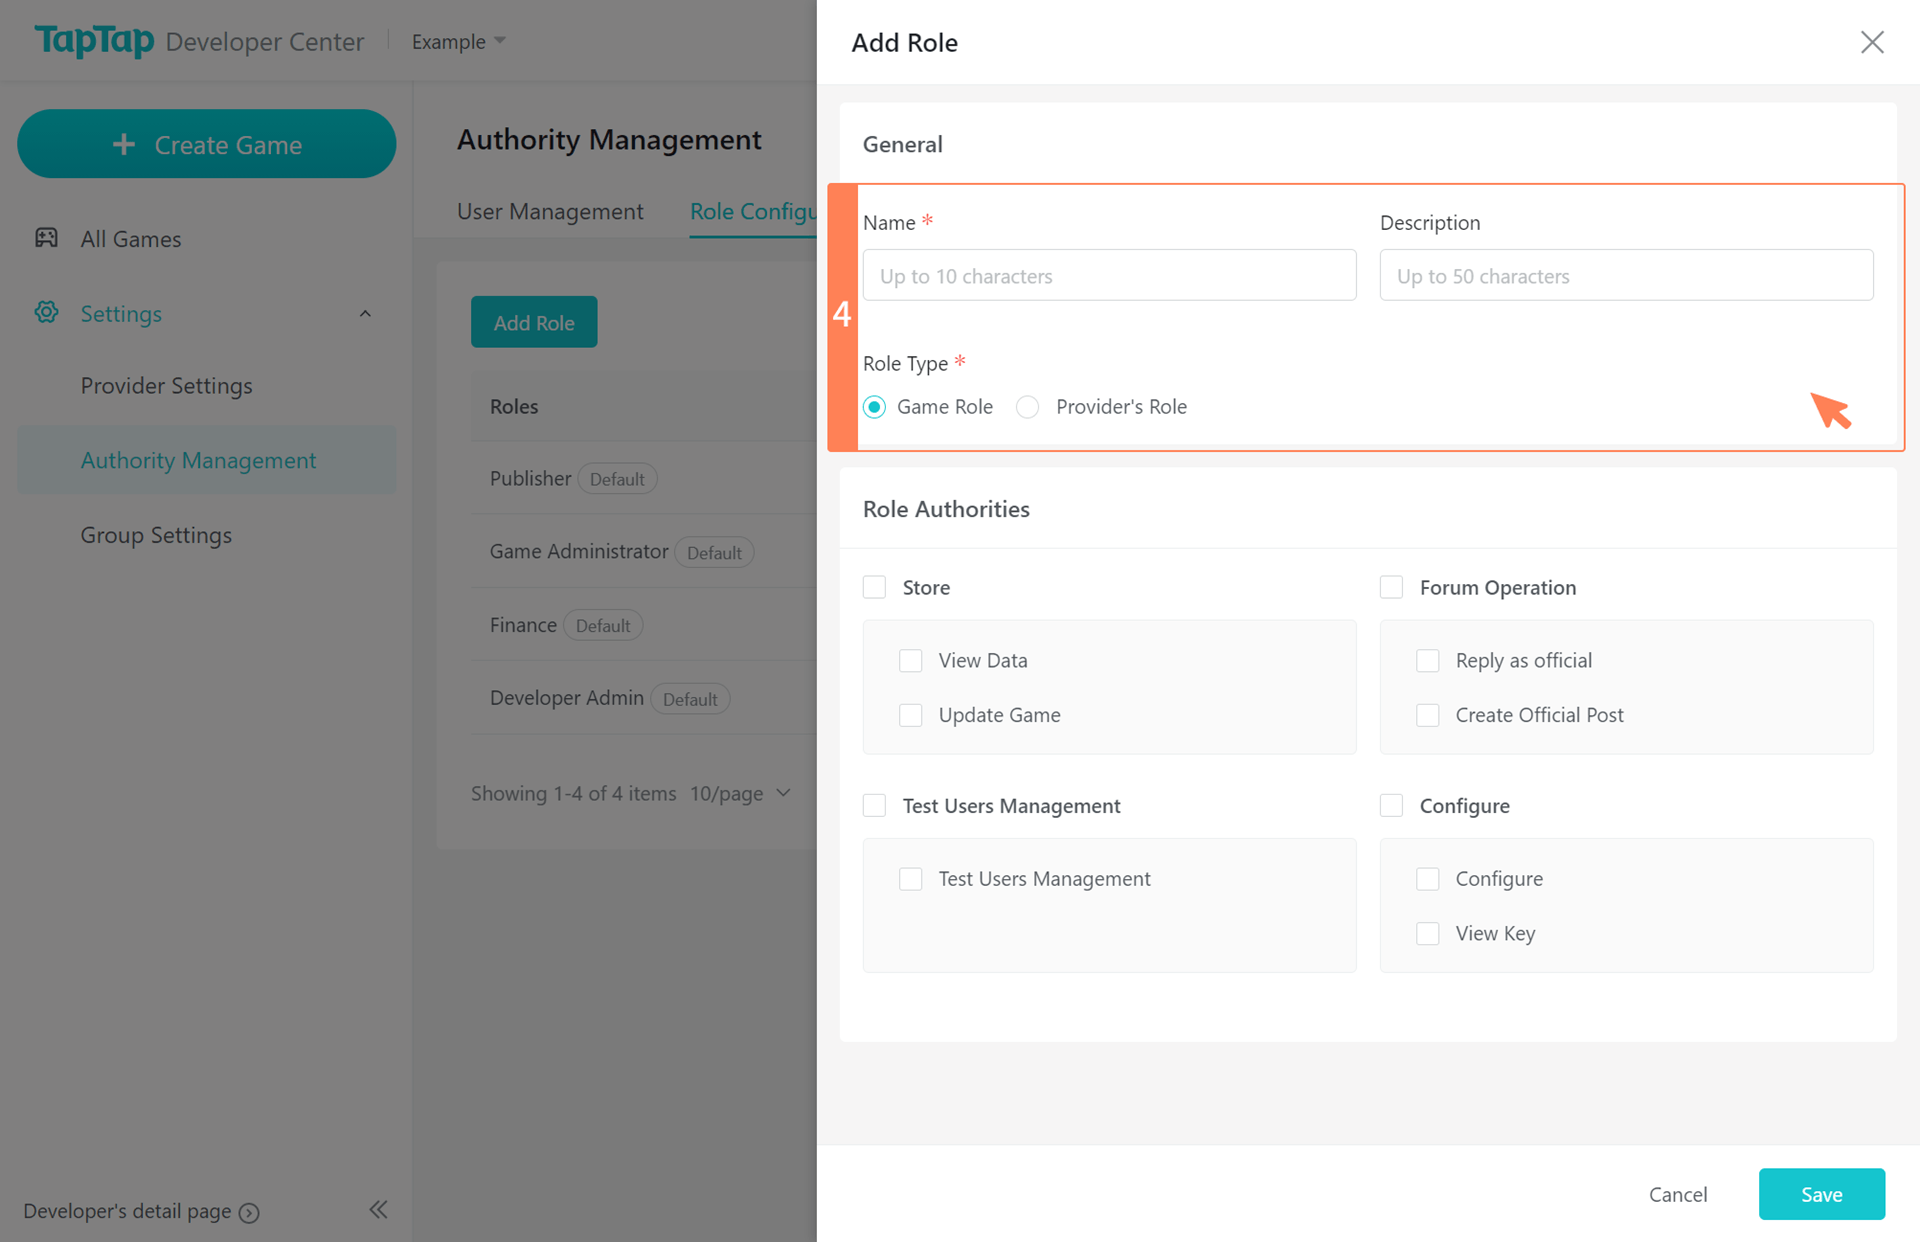 TapTap Developer Center Example
Create Game
All Games
Settings
Provider Settings
Authority Management
Group Settings
Developer's detail page
Authority Management
User Management Role Configu
Add Role
Roles
Publisher Default
Game Administrator Default
Finance Default
Developer Admin Default
Showing 1-4 of 4 items 10/page
Add Role
General
4
Name * Description
Up to 10 characters Up to 50 characters
Role Type *
Game Role Provider's Role
Role Authorities
Store Forum Operation
View Data Reply as official
Update Game Create Official Post
Test Users Management Configure
Test Users Management Configure
View Key
Cancel Save